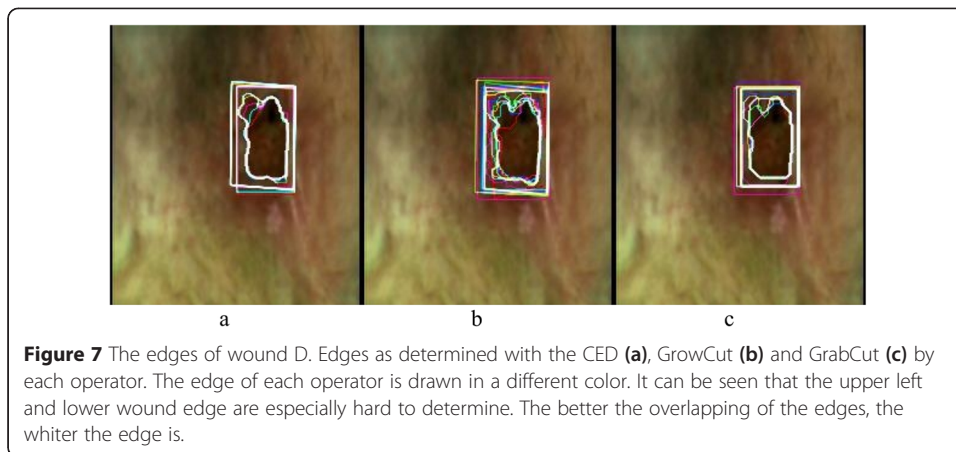 a b c
Figure 7 The edges of wound D. Edges as determined with the CED (a), GrowCut (b) and GrabCut (c) by
each operator. The edge of each operator is drawn in a different color. It can be seen that the upper left
and lower wound edge are especially hard to determine. The better the overlapping of the edges, the
whiter the edge is.